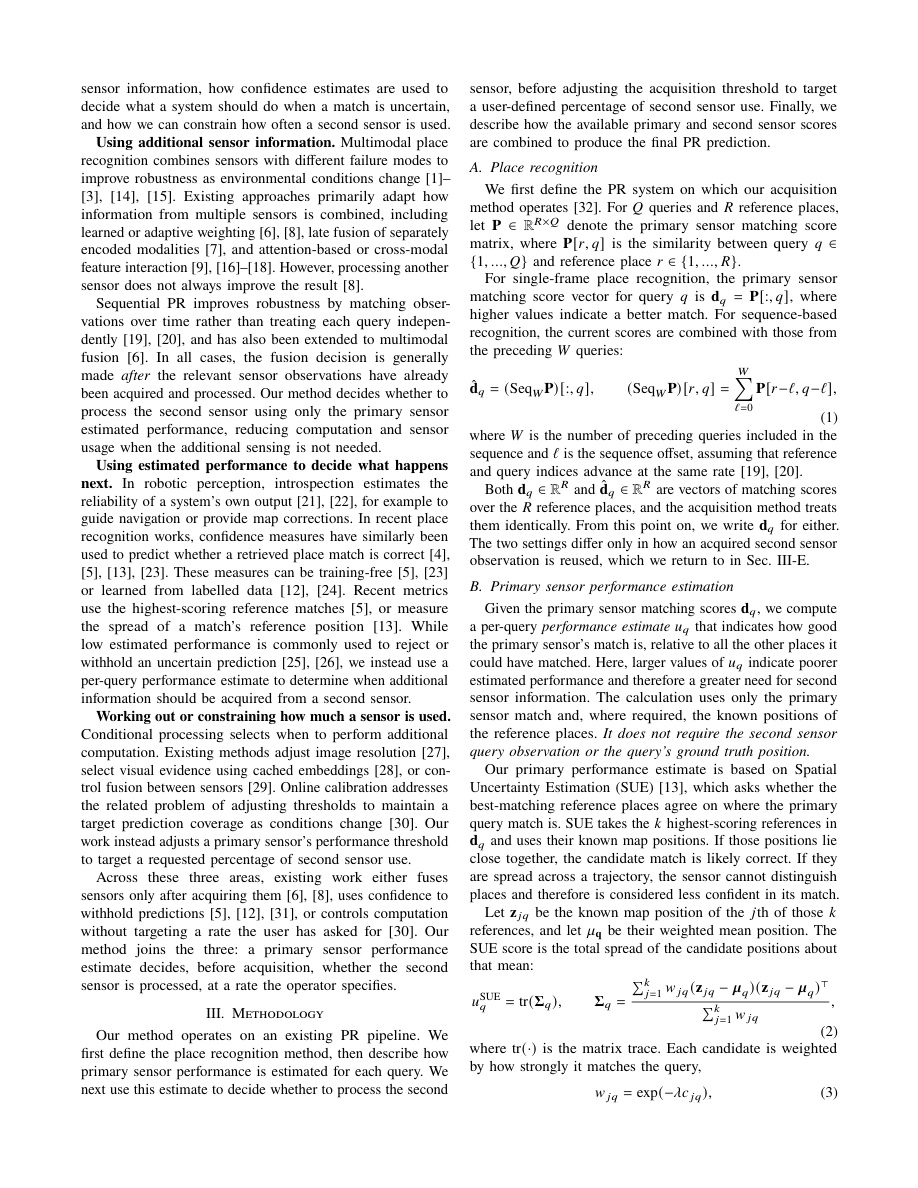 sensor information, how confidence estimates are used to
decide what a system should do when a match is uncertain,
and how we can constrain how often a second sensor is used.
Using additional sensor information. Multimodal place
recognition combines sensors with different failure modes to
improve robustness as environmental conditions change [1]–
[3], [14], [15]. Existing approaches primarily adapt how
information from multiple sensors is combined, including
learned or adaptive weighting [6], [8], late fusion of separately
encoded modalities [7], and attention-based or cross-modal
feature interaction [9], [16]–[18]. However, processing another
sensor does not always improve the result [8].
Sequential PR improves robustness by matching obser-
vations over time rather than treating each query indepen-
dently [19], [20], and has also been extended to multimodal
fusion [6]. In all cases, the fusion decision is generally
made after the relevant sensor observations have already
been acquired and processed. Our method decides whether to
process the second sensor using only the primary sensor
estimated performance, reducing computation and sensor
usage when the additional sensing is not needed.
Using estimated performance to decide what happens
next. In robotic perception, introspection estimates the
reliability of a system's own output [21], [22], for example to
guide navigation or provide map corrections. In recent place
recognition works, confidence measures have similarly been
used to predict whether a retrieved place match is correct [4],
[5], [13], [23]. These measures can be training-free [5], [23]
or learned from labelled data [12], [24]. Recent metrics
use the highest-scoring reference matches [5], or measure
the spread of a match's reference position [13]. While
low estimated performance is commonly used to reject or
withhold an uncertain prediction [25], [26], we instead use a
per-query performance estimate to determine when additional
information should be acquired from a second sensor.
Working out or constraining how much a sensor is used.
Conditional processing selects when to perform additional
computation. Existing methods adjust image resolution [27],
select visual evidence using cached embeddings [28], or con-
trol fusion between sensors [29]. Online calibration addresses
the related problem of adjusting thresholds to maintain a
target prediction coverage as conditions change [30]. Our
work instead adjusts a primary sensor's performance threshold
to target a requested percentage of second sensor use.
Across these three areas, existing work either fuses
sensors only after acquiring them [6], [8], uses confidence to
withhold predictions [5], [12], [31], or controls computation
without targeting a rate the user has asked for [30]. Our
method joins the three: a primary sensor performance
estimate decides, before acquisition, whether the second
sensor is processed, at a rate the operator specifies.
III. METHODOLOGY
Our method operates on an existing PR pipeline. We
first define the place recognition method, then describe how
primary sensor performance is estimated for each query. We
next use this estimate to decide whether to process the second
sensor, before adjusting the acquisition threshold to target
a user-defined percentage of second sensor use. Finally, we
describe how the available primary and second sensor scores
are combined to produce the final PR prediction.
A. Place recognition
We first define the PR system on which our acquisition
method operates [32]. For Q queries and R reference places,
let P ∈ ℝ^{R×Q} denote the primary sensor matching score
matrix, where P[r, q] is the similarity between query q ∈
{1, ..., Q} and reference place r ∈ {1, ..., R}.
For single-frame place recognition, the primary sensor
matching score vector for query q is d_q = P[:, q], where
higher values indicate a better match. For sequence-based
recognition, the current scores are combined with those from
the preceding W queries:
d̂_q = (Seq_W P)[:, q], (Seq_W P)[r, q] = ∑_{ℓ=0}^{W} P[r−ℓ, q−ℓ],
(1)
where W is the number of preceding queries included in the
sequence and ℓ is the sequence offset, assuming that reference
and query indices advance at the same rate [19], [20].
Both d_q ∈ ℝ^R and d̂_q ∈ ℝ^R are vectors of matching scores
over the R reference places, and the acquisition method treats
them identically. From this point on, we write d_q for either.
The two settings differ only in how an acquired second sensor
observation is reused, which we return to in Sec. III-E.
B. Primary sensor performance estimation
Given the primary sensor matching scores d_q, we compute
a per-query performance estimate u_q that indicates how good
the primary sensor's match is, relative to all the other places it
could have matched. Here, larger values of u_q indicate poorer
estimated performance and therefore a greater need for second
sensor information. The calculation uses only the primary
sensor match and, where required, the known positions of
the reference places. It does not require the second sensor
query observation or the query's ground truth position.
Our primary performance estimate is based on Spatial
Uncertainty Estimation (SUE) [13], which asks whether the
best-matching reference places agree on where the primary
query match is. SUE takes the k highest-scoring references in
d_q and uses their known map positions. If those positions lie
close together, the candidate match is likely correct. If they
are spread across a trajectory, the sensor cannot distinguish
places and therefore is considered less confident in its match.
Let z_{jq} be the known map position of the jth of those k
references, and let μ_q be their weighted mean position. The
SUE score is the total spread of the candidate positions about
that mean:
u_q^{SUE} = tr(Σ_q), Σ_q = \frac{∑_{j=1}^{k} w_{jq}(z_{jq} − μ_q)(z_{jq} − μ_q)^⊤}{∑_{j=1}^{k} w_{jq}},
(2)
where tr(·) is the matrix trace. Each candidate is weighted
by how strongly it matches the query,
w_{jq} = exp(−λc_{jq}), (3)